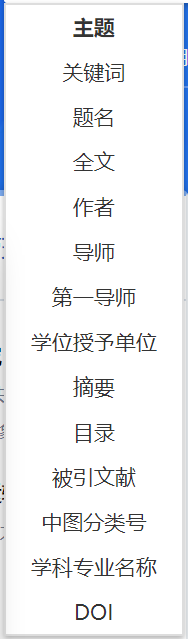 主题
关键词
题名
全文
作者
导师
第一导师
学位授予单位
摘要
目录
被引文献
中图分类号
学科专业名称
DOI